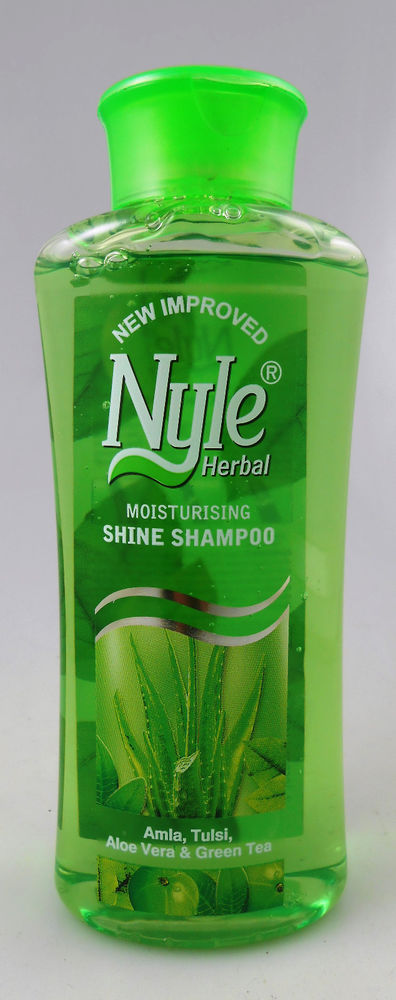 NEW IMPROVED
Nyle®
Herbal
MOISTURISING
SHINE SHAMPOO
Amla, Tulsi,
Aloe Vera & Green Tea